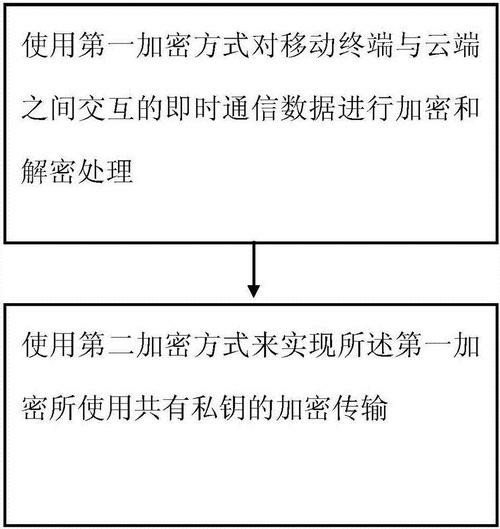 使用第一加密方式对移动终端与云端
之间交互的即时通信数据进行加密和
解密处理
使用第二加密方式来实现所述第一加
密所使用共有私钥的加密传输